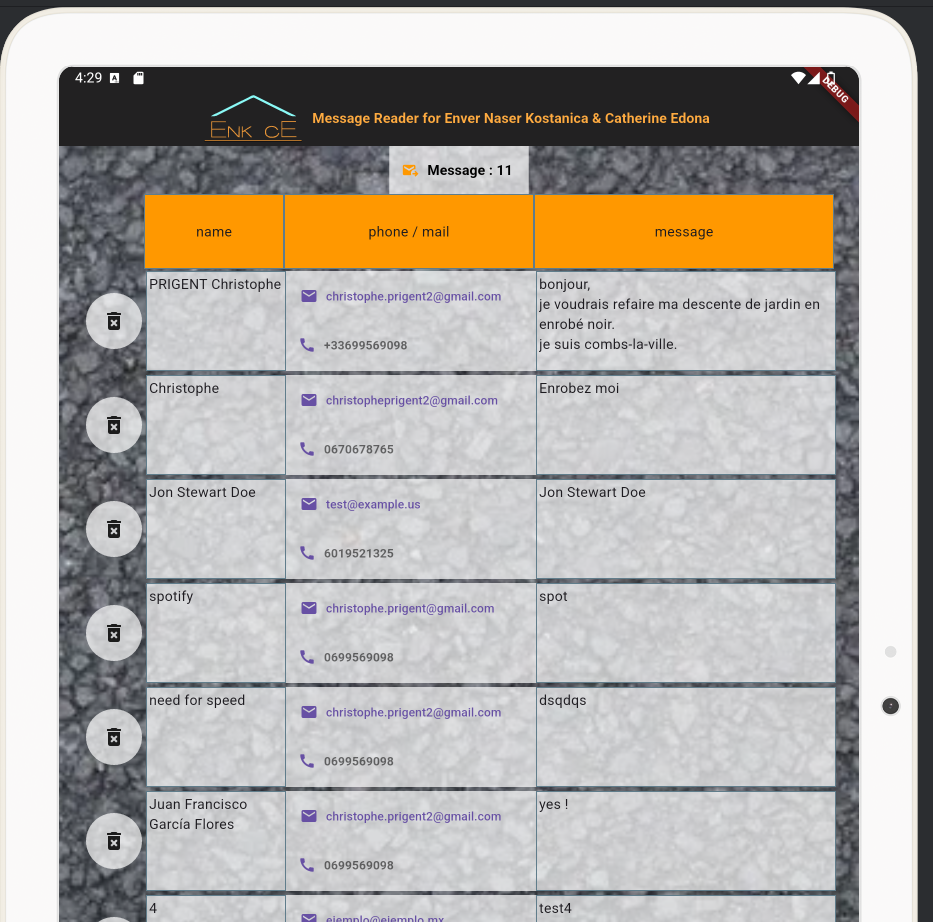 4:29
DEBUG
ENK CE
Message Reader for Enver Naser Kostanica & Catherine Edona
Message : 11
name
phone / mail
message
PRIGENT Christophe
christophe.prigent2@gmail.com
+33699569098
bonjour,
je voudrais refaire ma descente de jardin en
enrobé noir.
je suis combs-la-ville.
Christophe
christopheprigent2@gmail.com
0670678765
Enrobez moi
Jon Stewart Doe
test@example.us
6019521325
Jon Stewart Doe
spotify
christophe.prigent@gmail.com
0699569098
spot
need for speed
christophe.prigent2@gmail.com
0699569098
dsqdqs
Juan Francisco
García Flores
christophe.prigent2@gmail.com
0699569098
yes !
4
ejemplo@ejemplo.mx
test4